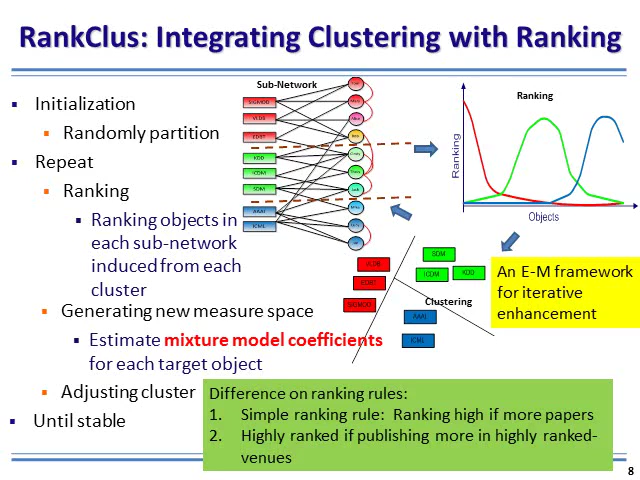 RankClus: Integrating Clustering with Ranking
Initialization
Randomly partition
Repeat
Ranking
Ranking objects in
each sub-network
induced from each
cluster
Generating new measure space
Estimate mixture model coefficients
for each target object
Adjusting cluster
Until stable
Sub-Network
SIGMOD
VLDB
EDBT
KDD
ICDM
SDM
AAAI
ICML
Ranking
Ranking
Objects
SDM
ICDM
KDD
VLDB
EDBT
SIGMOD
Clustering
AAAI
ICML
An E-M framework
for iterative
enhancement
Difference on ranking rules:
1. Simple ranking rule: Ranking high if more papers
2. Highly ranked if publishing more in highly ranked-
venues
8